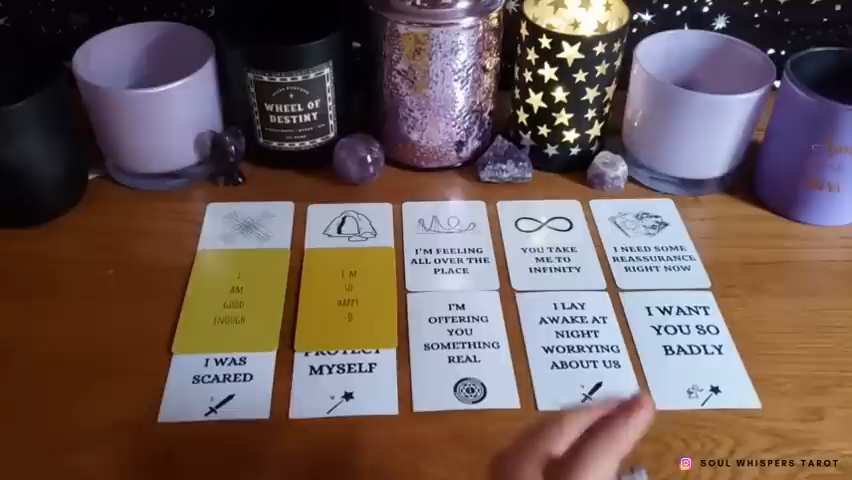 WHEEL OF
DESTINY
I
AM
GOOD
ENOUGH
I WAS
SCARED
I M
SO
HAPPY
:D
PROTECT
MYSELF
I'M FEELING
ALL OVER THE
PLACE
I'M
OFFERING
YOU
SOMETHING
REAL
YOU TAKE
ME TO
INFINITY
I LAY
AWAKE AT
NIGHT
WORRYING
ABOUT US
I NEED SOME
REASSURANCE
RIGHT NOW
I WANT
YOU SO
BADLY
SOUL WHISPERS TAROT